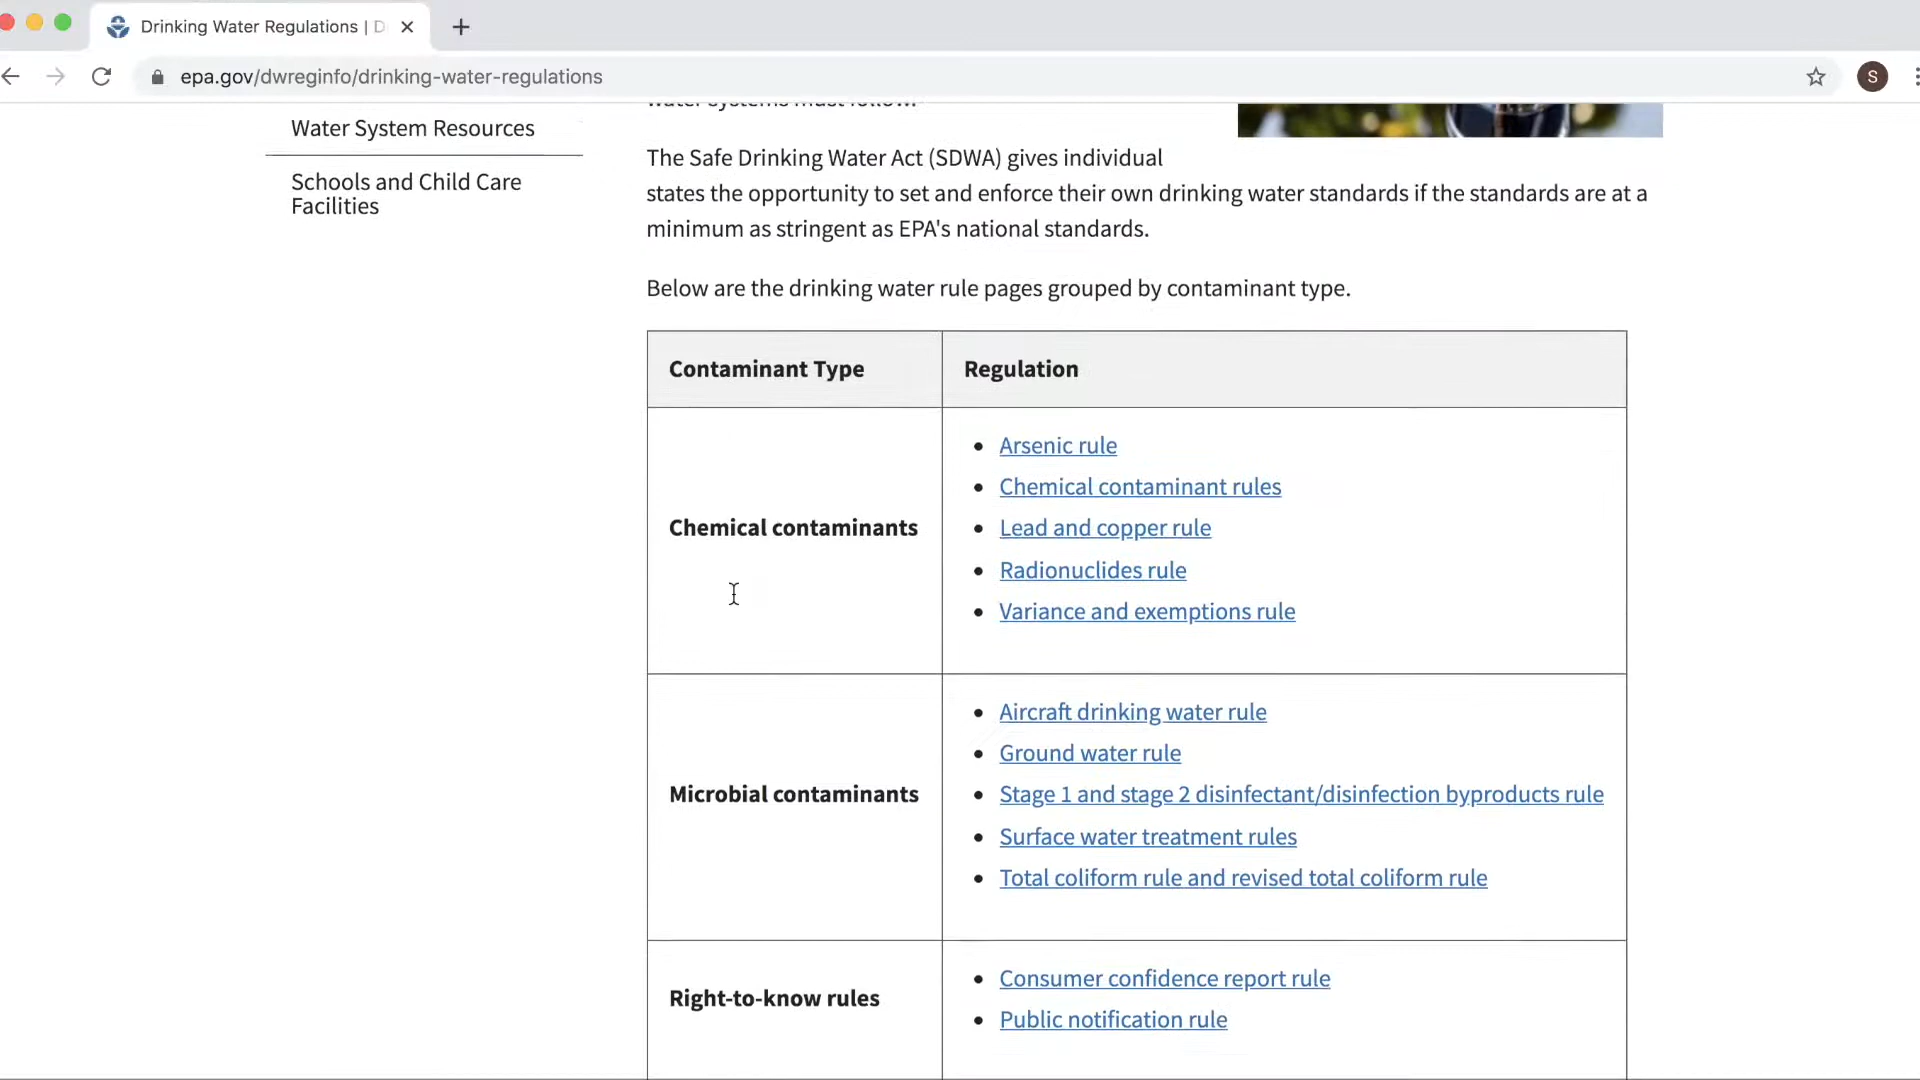 Drinking Water Regulations | D
epa.gov/dwreginfo/drinking-water-regulations
S
Water System Resources
Schools and Child Care
Facilities
water systems must follow.
The Safe Drinking Water Act (SDWA) gives individual
states the opportunity to set and enforce their own drinking water standards if the standards are at a
minimum as stringent as EPA's national standards.
Below are the drinking water rule pages grouped by contaminant type.
Contaminant Type
Regulation
Chemical contaminants
• Arsenic rule
• Chemical contaminant rules
• Lead and copper rule
• Radionuclides rule
• Variance and exemptions rule
Microbial contaminants
• Aircraft drinking water rule
• Ground water rule
• Stage 1 and stage 2 disinfectant/disinfection byproducts rule
• Surface water treatment rules
• Total coliform rule and revised total coliform rule
Right-to-know rules
• Consumer confidence report rule
• Public notification rule